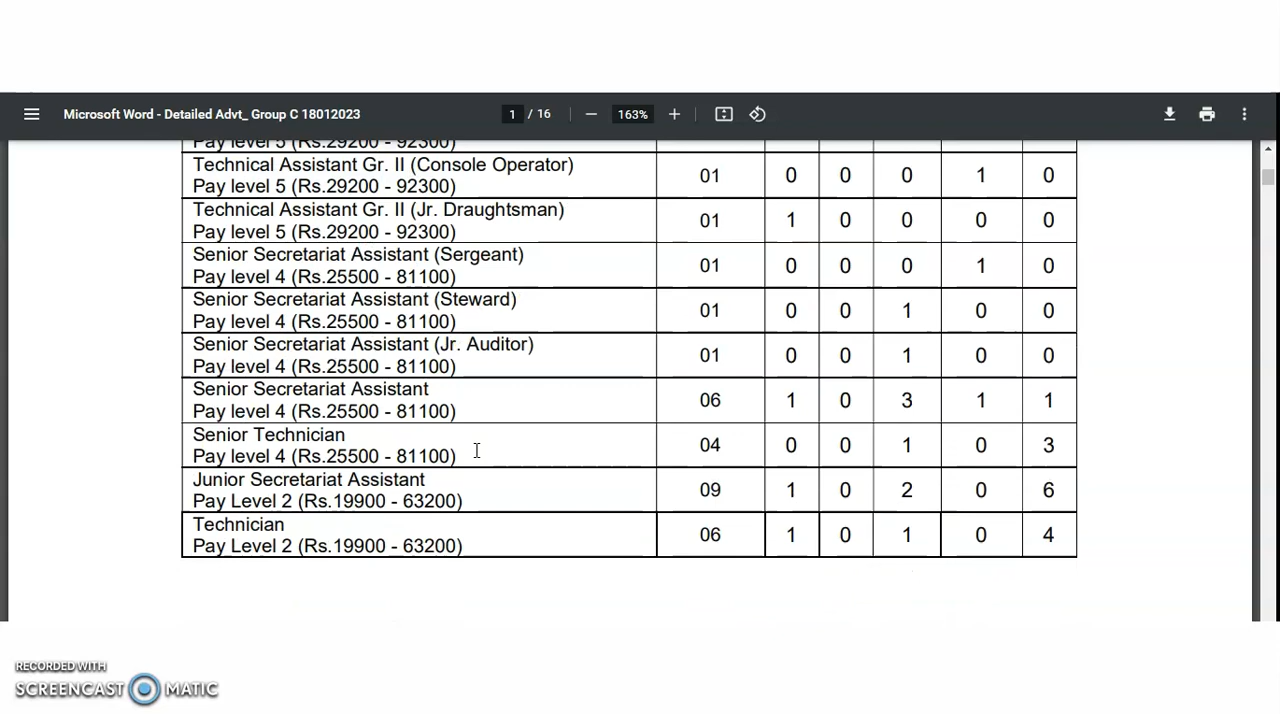 Microsoft Word - Detailed Advt_ Group C 18012023 1 / 16 163%
Pay level 5 (Rs.29200 - 92300)
Technical Assistant Gr. II (Console Operator)
Pay level 5 (Rs.29200 - 92300) 01 0 0 0 1 0
Technical Assistant Gr. II (Jr. Draughtsman)
Pay level 5 (Rs.29200 - 92300) 01 1 0 0 0 0
Senior Secretariat Assistant (Sergeant)
Pay level 4 (Rs.25500 - 81100) 01 0 0 0 1 0
Senior Secretariat Assistant (Steward)
Pay level 4 (Rs.25500 - 81100) 01 0 0 1 0 0
Senior Secretariat Assistant (Jr. Auditor)
Pay level 4 (Rs.25500 - 81100) 01 0 0 1 0 0
Senior Secretariat Assistant
Pay level 4 (Rs.25500 - 81100) 06 1 0 3 1 1
Senior Technician
Pay level 4 (Rs.25500 - 81100) 04 0 0 1 0 3
Junior Secretariat Assistant
Pay Level 2 (Rs.19900 - 63200) 09 1 0 2 0 6
Technician
Pay Level 2 (Rs.19900 - 63200) 06 1 0 1 0 4
RECORDED WITH
SCREENCAST MATIC